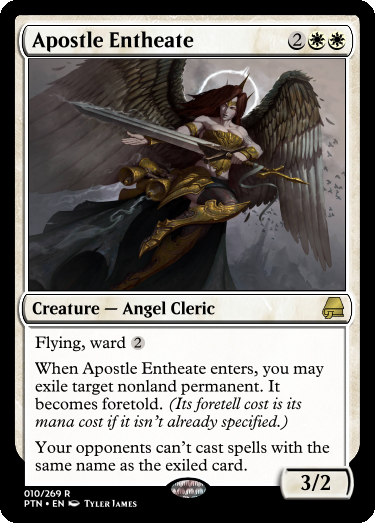 Apostle Entheate 2
Creature — Angel Cleric
Flying, ward 2
When Apostle Entheate enters, you may
exile target nonland permanent. It
becomes foretold. (Its foretell cost is its
mana cost if it isn't already specified.)
Your opponents can't cast spells with the
same name as the exiled card.
3/2
010/269 R
PTN • EN Tyler James